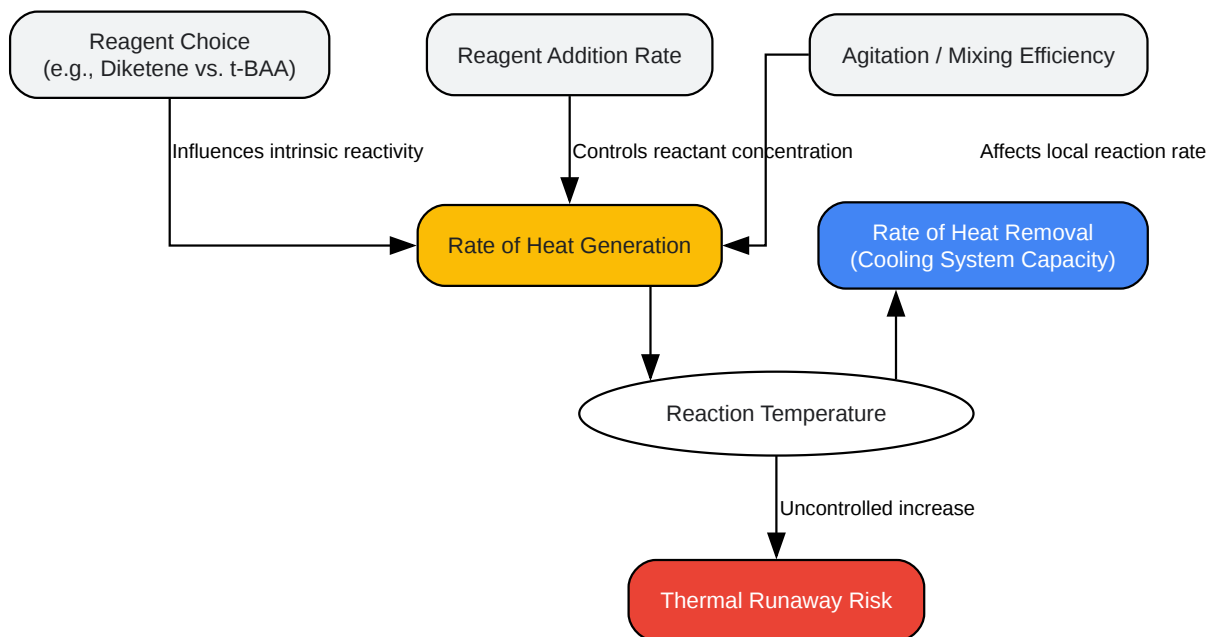 Reagent Choice
(e.g., Diketene vs. t-BAA)
Reagent Addition Rate
Agitation / Mixing Efficiency
Influences intrinsic reactivity
Controls reactant concentration
Affects local reaction rate
Rate of Heat Generation
Rate of Heat Removal
(Cooling System Capacity)
Reaction Temperature
Uncontrolled increase
Thermal Runaway Risk